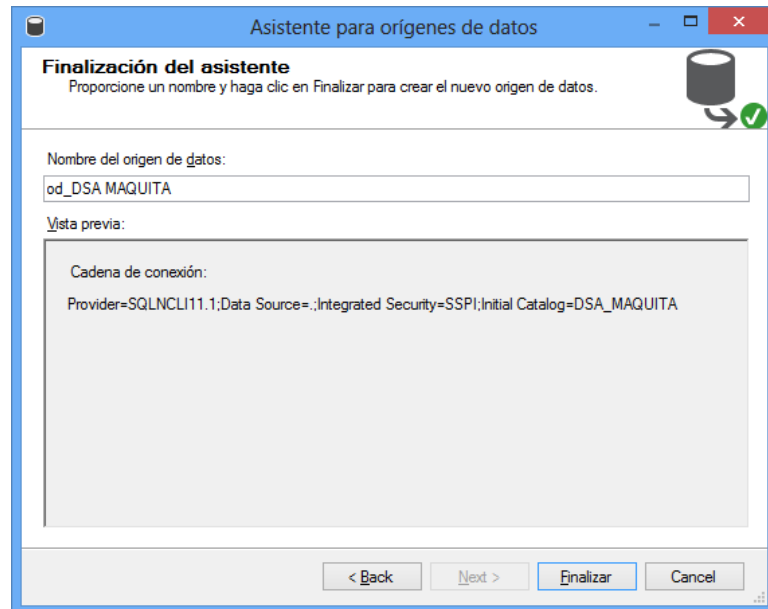 Asistente para orígenes de datos
Finalización del asistente
Proporcione un nombre y haga clic en Finalizar para crear el nuevo origen de datos.
Nombre del origen de datos:
od_DSA MAQUITA
Vista previa:
Cadena de conexión:
Provider=SQLNCLI11.1;Data Source=.;Integrated Security=SSPI;Initial Catalog=DSA_MAQUITA
< Back
Next >
Finalizar
Cancel